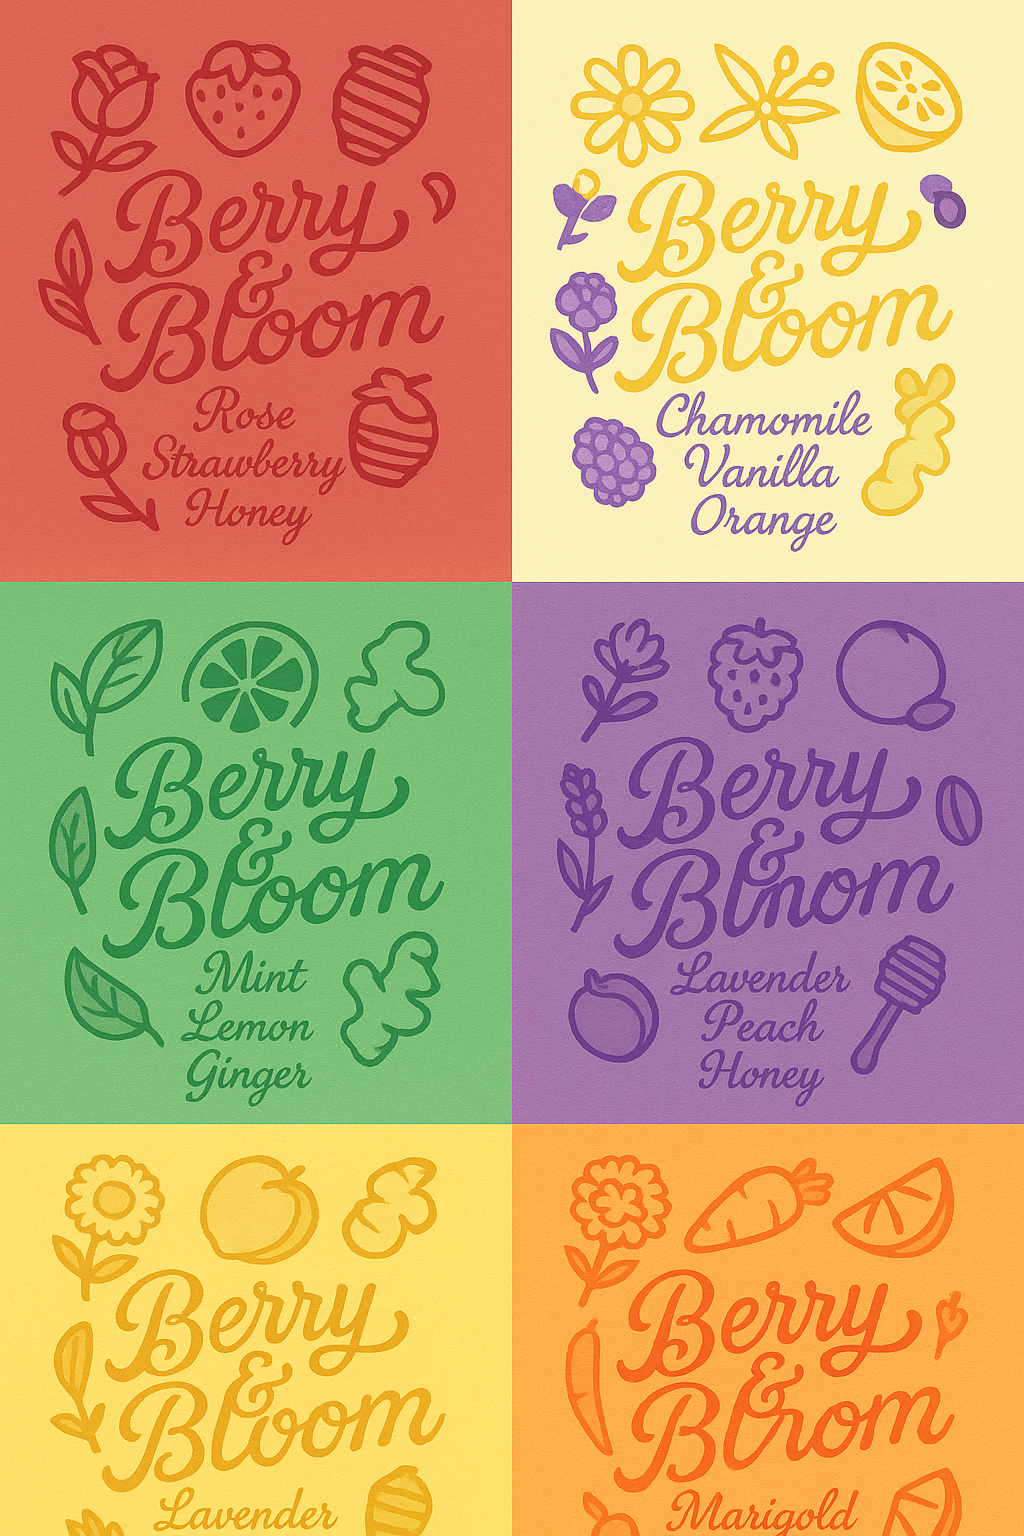 Berry
&
Bloom
Rose
Strawberry
Honey
Berry
&
Bloom
Chamomile
Vanilla
Orange
Berry
&
Bloom
Mint
Lemon
Ginger
Berry
&
Blnom
Lavender
Peach
Honey
Berry
&
Bloom
Lavender
Berry
&
Blrom
Marigold